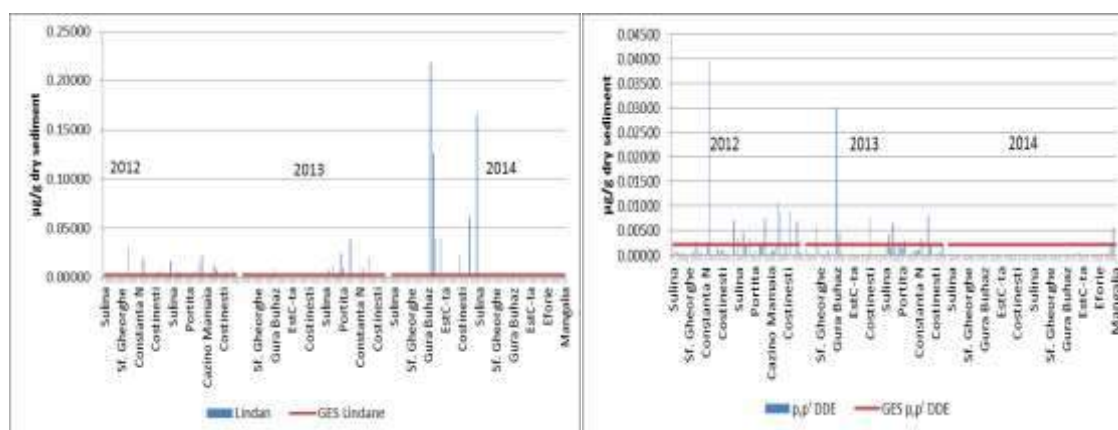 0.25000
0.20000
0.15000
0.10000
0.05000
0.00000
µg/g dry sediment
2012
2013
2014
Sulina
Sf. Gheorghe
Constanta N
Costinesti
Sulina
Portita
Cazino Mamaia
Costinesti
Sf. Gheorghe
Gura Buhaz
EstC-ta
Costinesti
Sulina
Portita
Constanta N
Costinesti
Sulina
Sf. Gheorghe
Gura Buhaz
EstC-ta
Costinesti
Sulina
Sf. Gheorghe
Gura Buhaz
EstC-ta
Eforie
Mangalia
Lindan
GES Lindane
0.04500
0.04000
0.03500
0.03000
0.02500
0.02000
0.01500
0.01000
0.00500
0.00000
µg/g dry sediment
2012
2013
2014
Sulina
Sf. Gheorghe
Constanta N
Costinesti
Sulina
Portita
Cazino Mamaia
Costinesti
Sf. Gheorghe
Gura Buhaz
EstC-ta
Costinesti
Sulina
Portita
Constanta N
Costinesti
Sulina
Sf. Gheorghe
Gura Buhaz
EstC-ta
Costinesti
Sulina
Sf. Gheorghe
Gura Buhaz
EstC-ta
Eforie
Mangalia
p,p' DDE
GES p,p' DDE